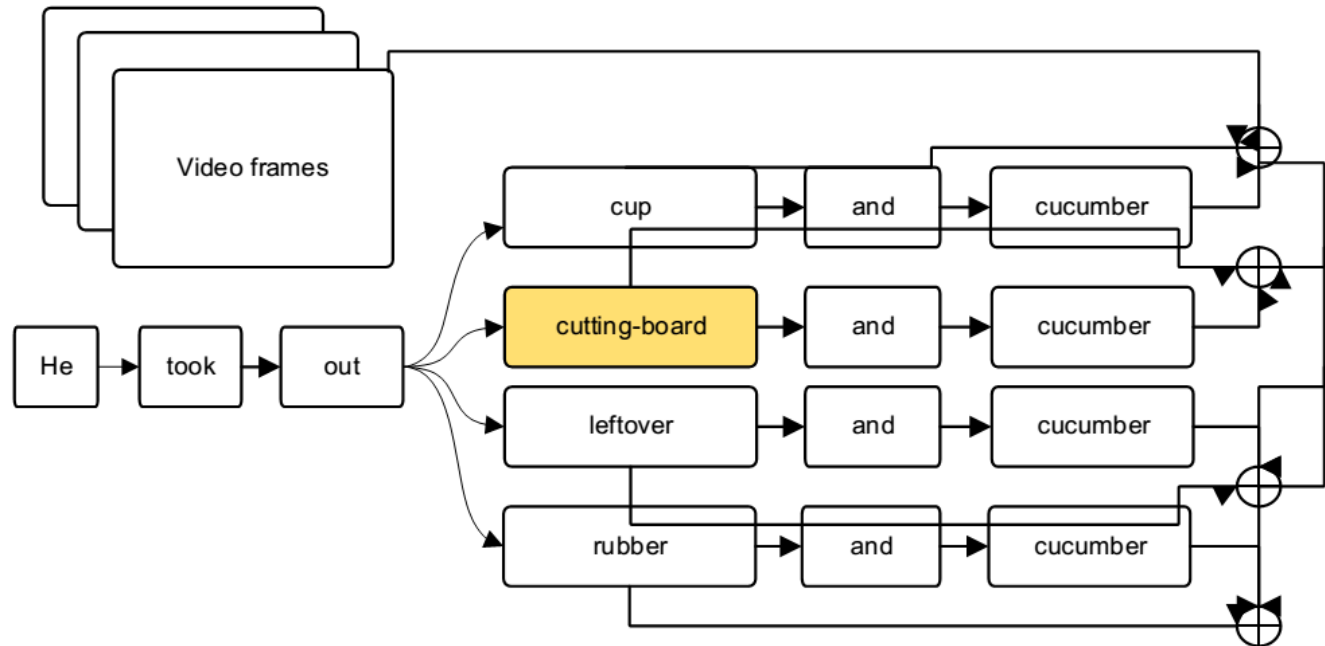 Video frames
He
took
out
cup
and
cucumber
cutting-board
and
cucumber
leftover
and
cucumber
rubber
and
cucumber